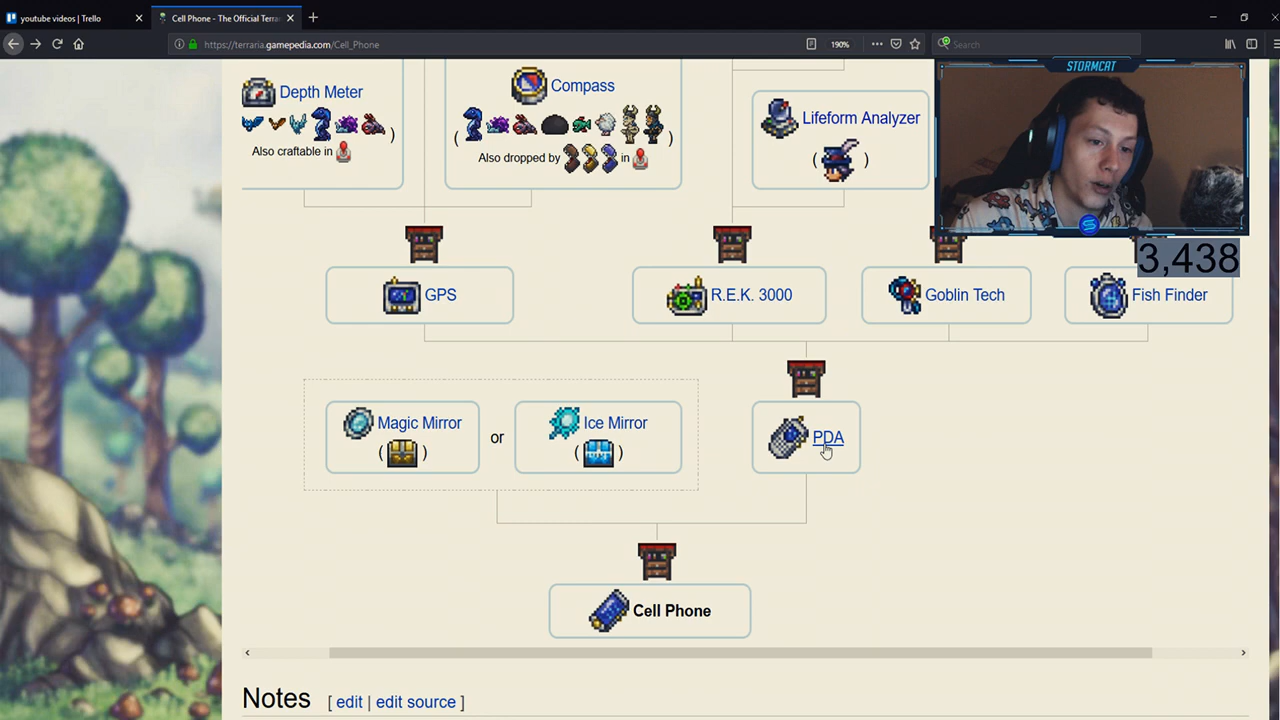 youtube videos | Trello
Cell Phone - The Official Terra
https://terraria.gamepedia.com/Cell_Phone
190%
Search
STORMCAT
3,438
Depth Meter
( )
Also craftable in
Compass
( )
Also dropped by in
Lifeform Analyzer
( )
GPS
R.E.K. 3000
Goblin Tech
Fish Finder
Magic Mirror
( )
or
Ice Mirror
( )
PDA
Cell Phone
Notes [ edit | edit source ]